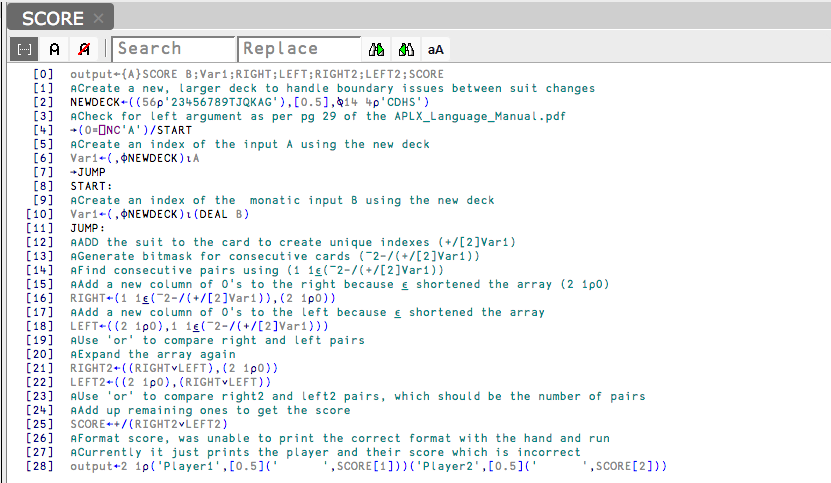 SCORE ×
[···] ⍝ ⍝ Search Replace aA
[0] output←{A}SCORE B;Var1;RIGHT;LEFT;RIGHT2;LEFT2;SCORE
[1] ⍝Create a new, larger deck to handle boundary issues between suit changes
[2] NEWDECK←((56⍴'23456789TJQKAG'),[0.5],⍉14 4⍴'CDHS')
[3] ⍝Check for left argument as per pg 29 of the APLX_Language_Manual.pdf
[4] →(0=⎕NC'A')/START
[5] ⍝Create an index of the input A using the new deck
[6] Var1←(,⌽NEWDECK)⍳A
[7] →JUMP
[8] START:
[9] ⍝Create an index of the  monatic input B using the new deck
[10] Var1←(,⌽NEWDECK)⍳(DEAL B)
[11] JUMP:
[12] ⍝ADD the suit to the card to create unique indexes (+/[2]Var1)
[13] ⍝Generate bitmask for consecutive cards (¯2-/(+/[2]Var1))
[14] ⍝Find consecutive pairs using (1 1⍷(¯2-/(+/[2]Var1))
[15] ⍝Add a new column of 0's to the right because ⍷ shortened the array (2 1⍴0)
[16] RIGHT←(1 1⍷(¯2-/(+/[2]Var1)),(2 1⍴0))
[17] ⍝Add a new column of 0's to the left because ⍷ shortened the array
[18] LEFT←((2 1⍴0),1 1⍷(¯2-/(+/[2]Var1)))
[19] ⍝Use 'or' to compare right and left pairs
[20] ⍝Expand the array again
[21] RIGHT2←((RIGHT∨LEFT),(2 1⍴0))
[22] LEFT2←((2 1⍴0),(RIGHT∨LEFT))
[23] ⍝Use 'or' to compare right2 and left2 pairs, which should be the number of pairs
[24] ⍝Add up remaining ones to get the score
[25] SCORE←+/(RIGHT2∨LEFT2)
[26] ⍝Format score, was unable to print the correct format with the hand and run
[27] ⍝Currently it just prints the player and their score which is incorrect
[28] output←2 1⍴('Player1',[0.5]('      ',SCORE[1]))('Player2',[0.5]('      ',SCORE[2]))